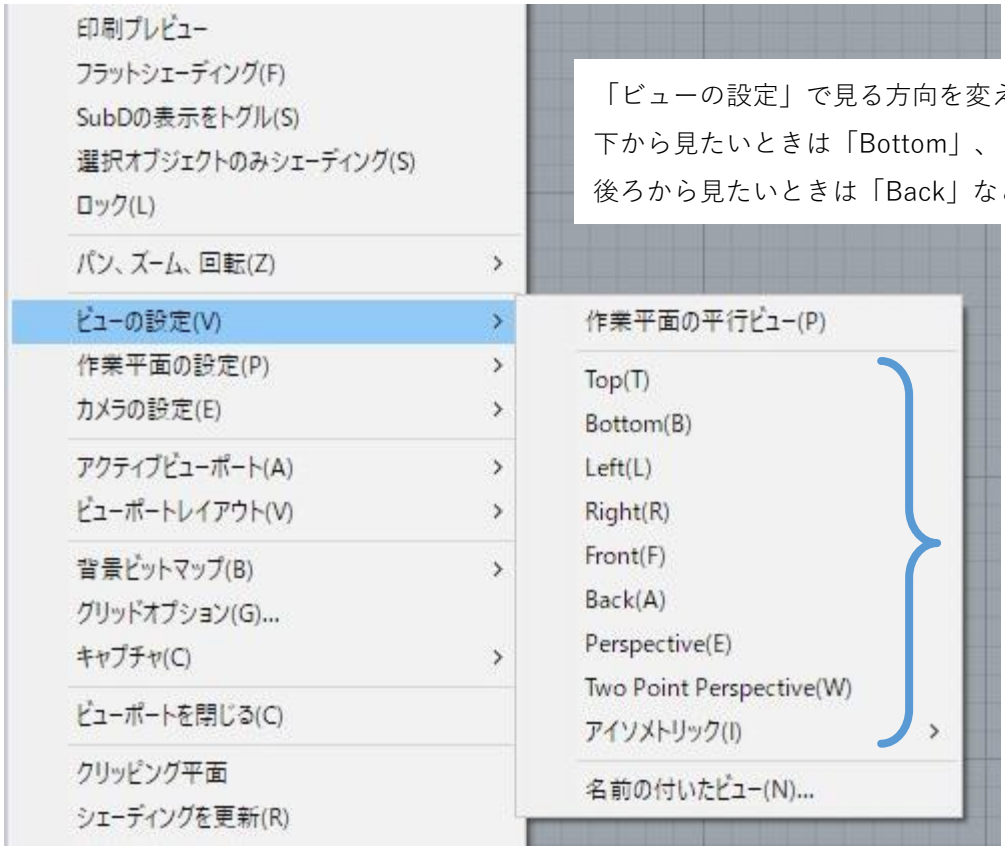 印刷プレビュー
フラットシェーディング(F)
SubDの表示をトグル(S)
選択オブジェクトのみシェーディング(S)
ロック(L)
パン、ズーム、回転(Z)
ビューの設定(V)
作業平面の設定(P)
カメラの設定(E)
アクティブビューポート(A)
ビューポートレイアウト(V)
背景ビットマップ(B)
グリッドオプション(G)...
キャプチャ(C)
ビューポートを閉じる(C)
クリッピング平面
シェーディングを更新(R)
「ビューの設定」で見る方向を変
下から見たいときは「Bottom」、
後ろから見たいときは「Back」な
作業平面の平行ビュー(P)
Top(T)
Bottom(B)
Left(L)
Right(R)
Front(F)
Back(A)
Perspective(E)
Two Point Perspective(W)
アイソメトリック(I)
名前の付いたビュー(N)...